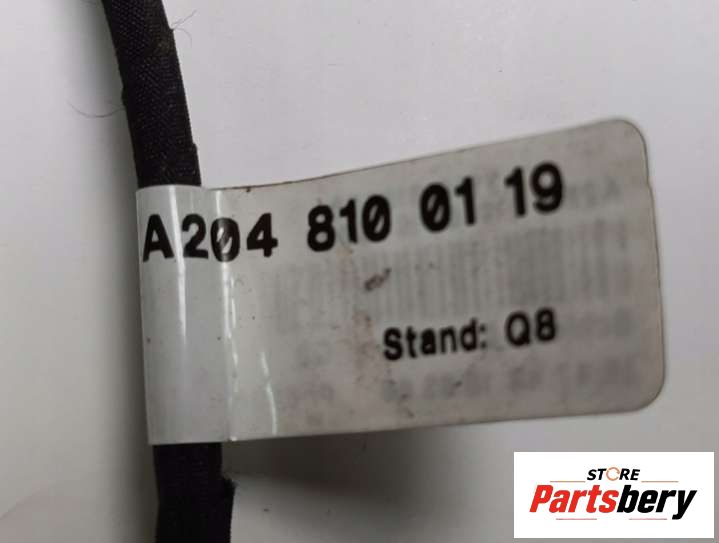 A204 810 01 19
Stand: Q8
STORE
Partsbery